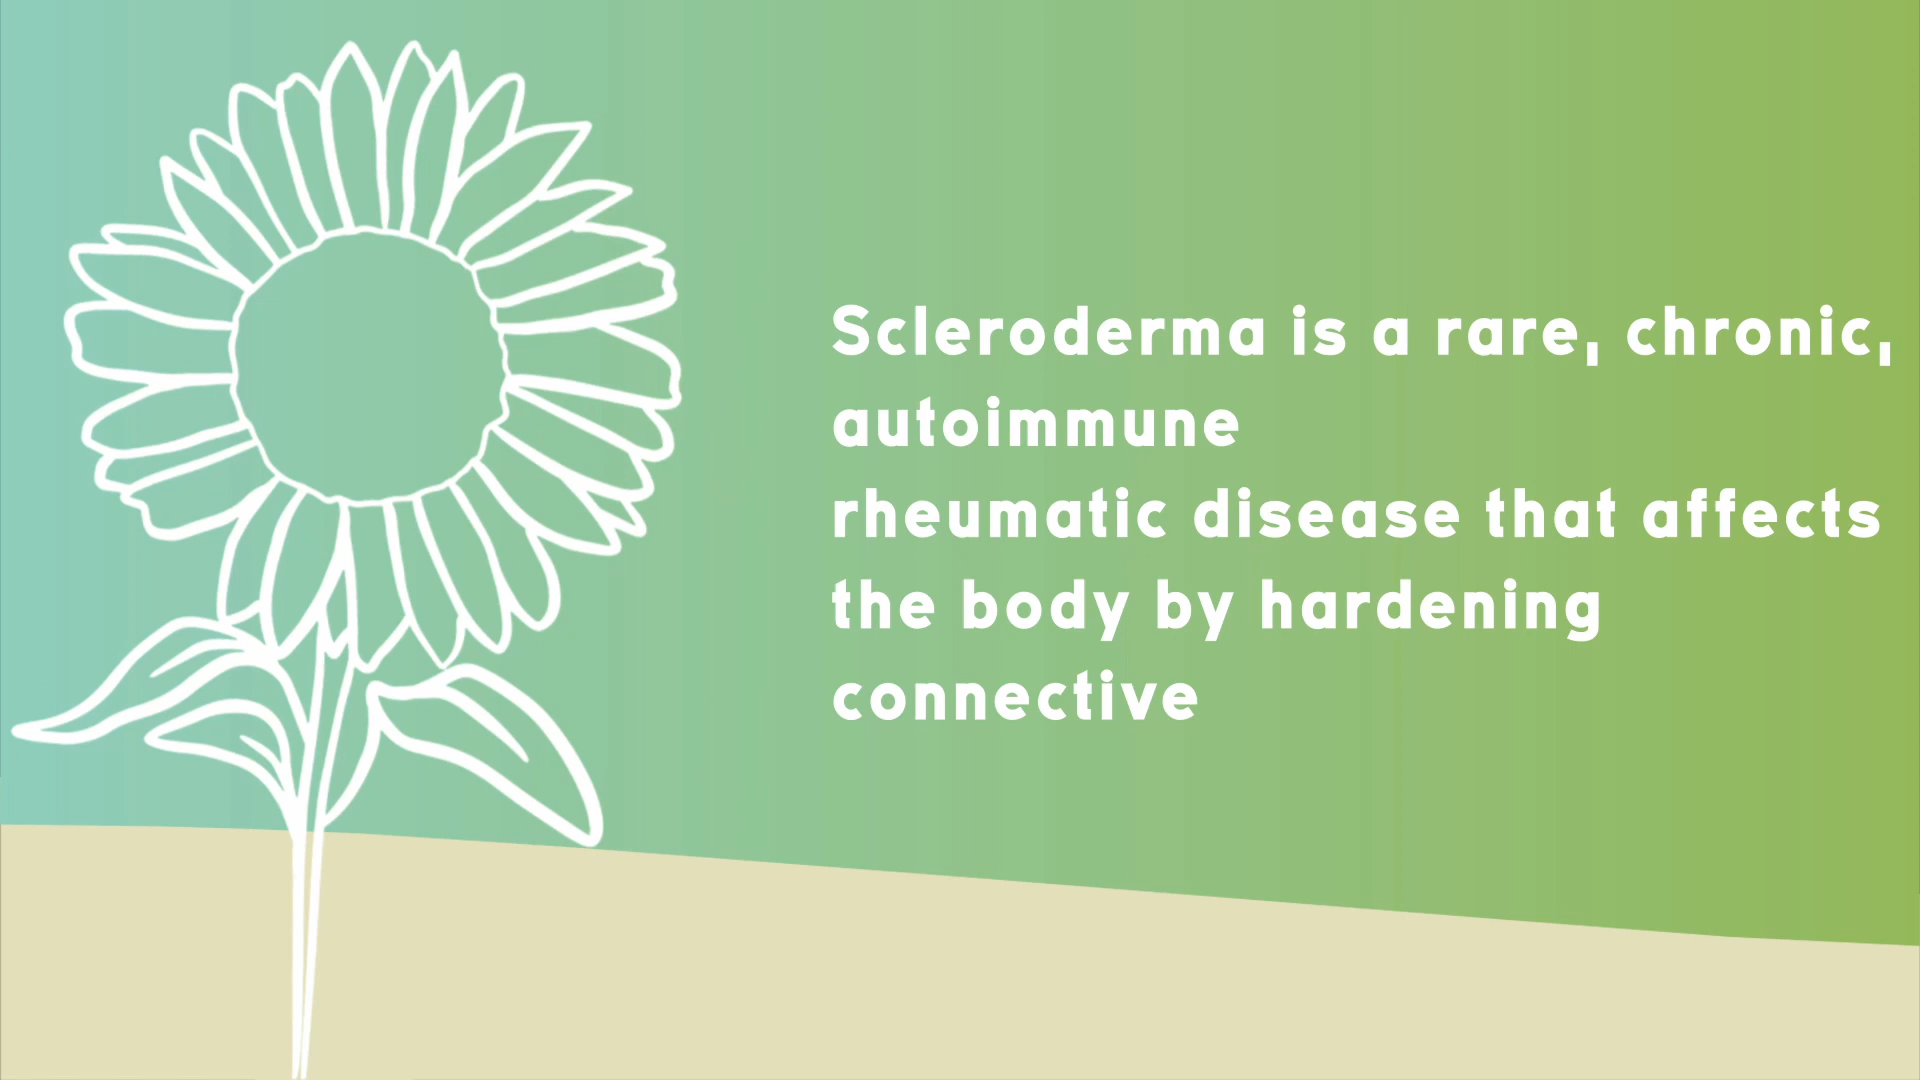 Scleroderma is a rare, chronic,
autoimmune
rheumatic disease that affects
the body by hardening
connective